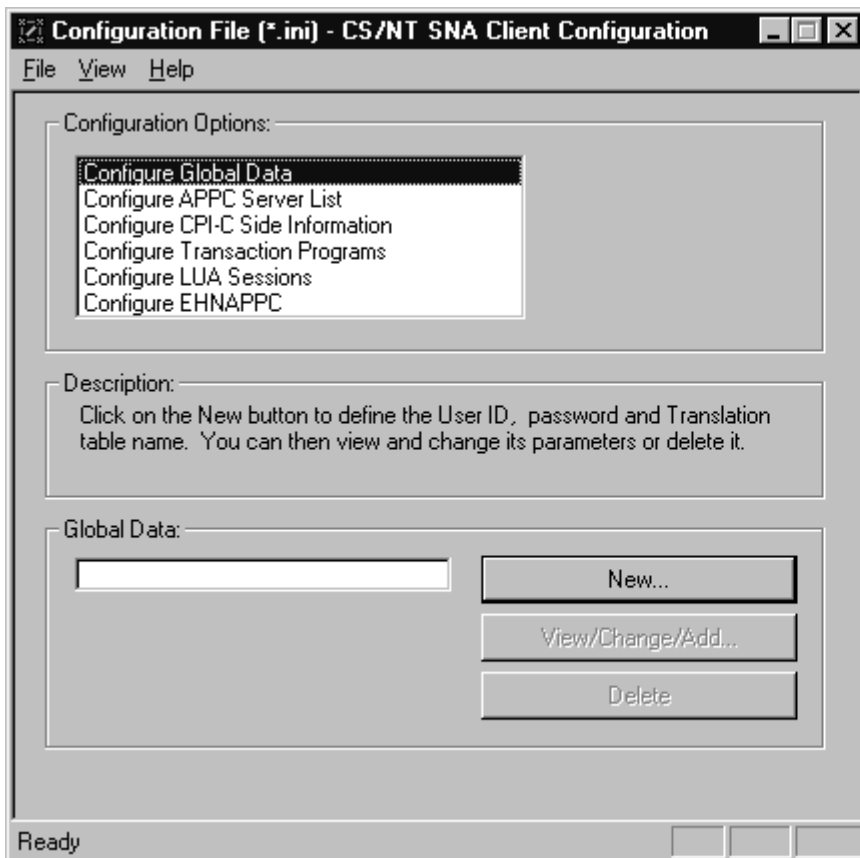 Configuration File (*.ini) - CS/NT SNA Client Configuration
File View Help
Configuration Options:
Configure Global Data
Configure APPC Server List
Configure CPI-C Side Information
Configure Transaction Programs
Configure LUA Sessions
Configure EHNAPPC
Description:
Click on the New button to define the User ID, password and Translation
table name. You can then view and change its parameters or delete it.
Global Data:
New...
View/Change/Add...
Delete
Ready